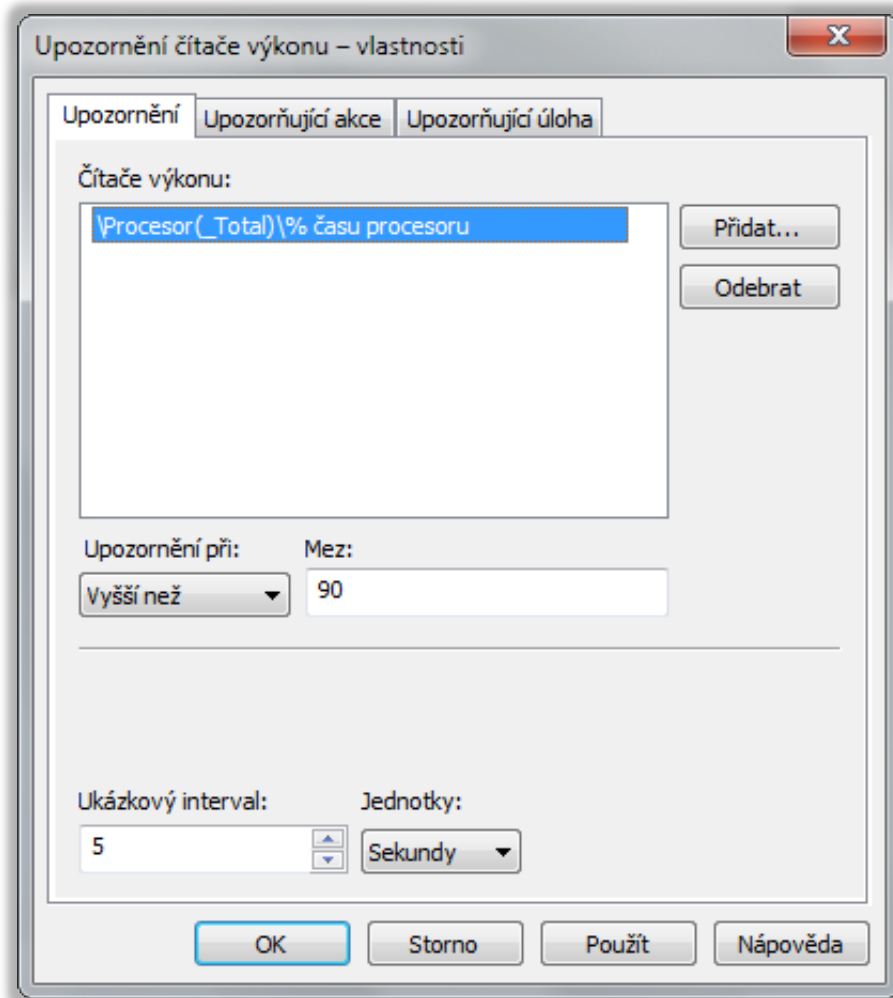 Upozornění čítače výkonu – vlastnosti
Upozornění Upozorňující akce Upozorňující úloha
Čítače výkonu:
\Procesor(_Total)\% času procesoru
Přidat...
Odebrat
Upozornění při: Mez:
Vyšší než 90
Ukázkový interval: Jednotky:
5 Sekundy
OK Storno Použít Nápověda